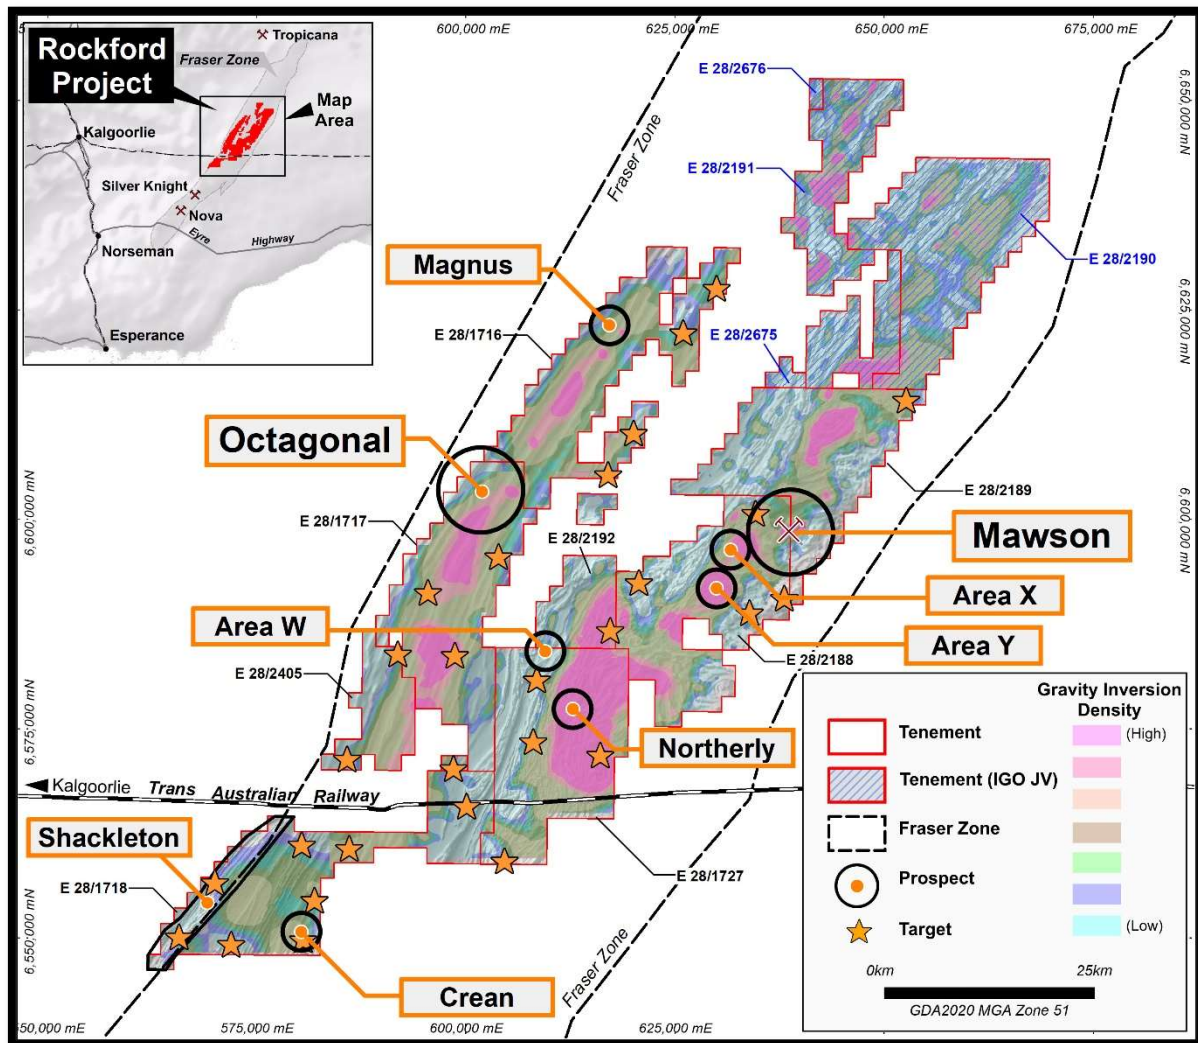 600,000 mE
625,000 mE
650,000 mE
675,000 mE
Rockford
Project
Tropicana
Fraser Zone
Map
Area
Kalgoorlie
Silver Knight
Nova
Eyre
Highway
Norseman
Esperance
Fraser Zone
E 28/2676
6,650,000 mN
E 28/2191
E 28/2190
Magnus
6,625,000 mN
E 28/1716
E 28/2675
Octagonal
6,600,000 mN
E 28/1717
E 28/2189
6,600,000 mN
E 28/2192
Mawson
Area X
Area W
Area Y
E 28/2188
E 28/2405
6,575,000 mN
Northerly
Kalgoorlie
Trans Australian Railway
Shackleton
E 28/1718
E 28/1727
6,550,000 mN
Crean
Fraser Zone
Tenement
Tenement (IGO JV)
Fraser Zone
Prospect
Target
Gravity Inversion
Density
(High)
(Low)
0km
25km
GDA2020 MGA Zone 51
575,000 mE
600,000 mE
625,000 mE